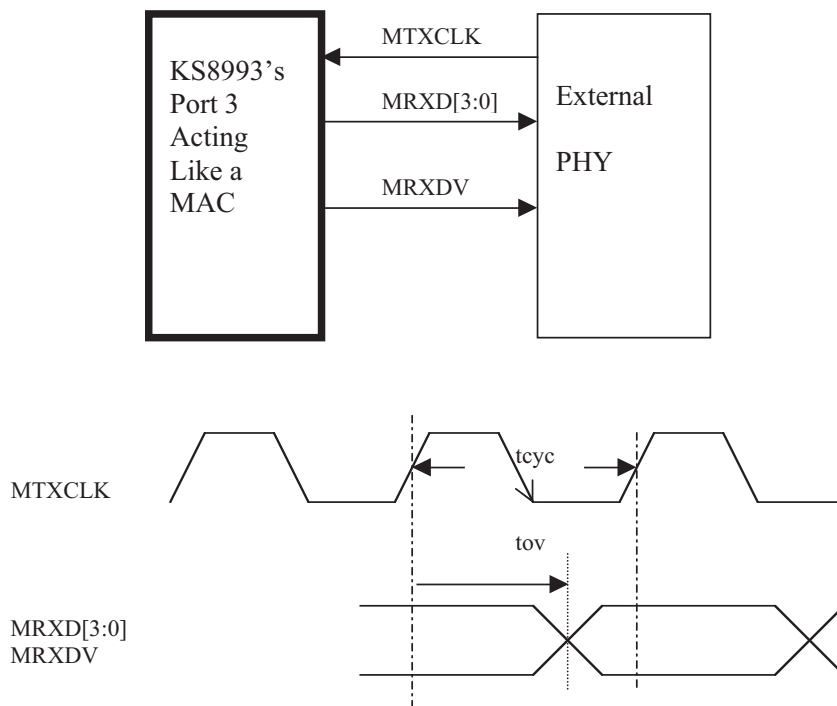 MTXCLK
KS8993's
Port 3
Acting
Like a
MAC
MRXD[3:0]
MRXDV
External
PHY
tcyc
MTXCLK
tov
MRXD[3:0]
MRXDV